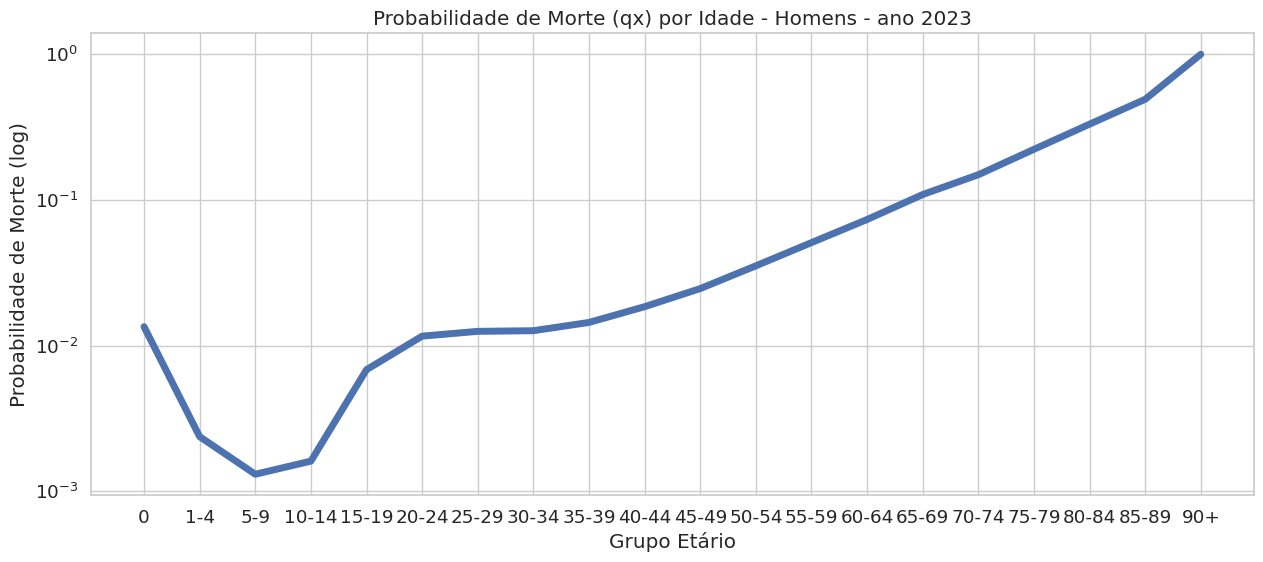 Probabilidade de Morte (qx) por Idade - Homens - ano 2023
Probabilidade de Morte (log)
10⁰
10⁻¹
10⁻²
10⁻³
0 1-4 5-9 10-14 15-19 20-24 25-29 30-34 35-39 40-44 45-49 50-54 55-59 60-64 65-69 70-74 75-79 80-84 85-89 90+
Grupo Etário